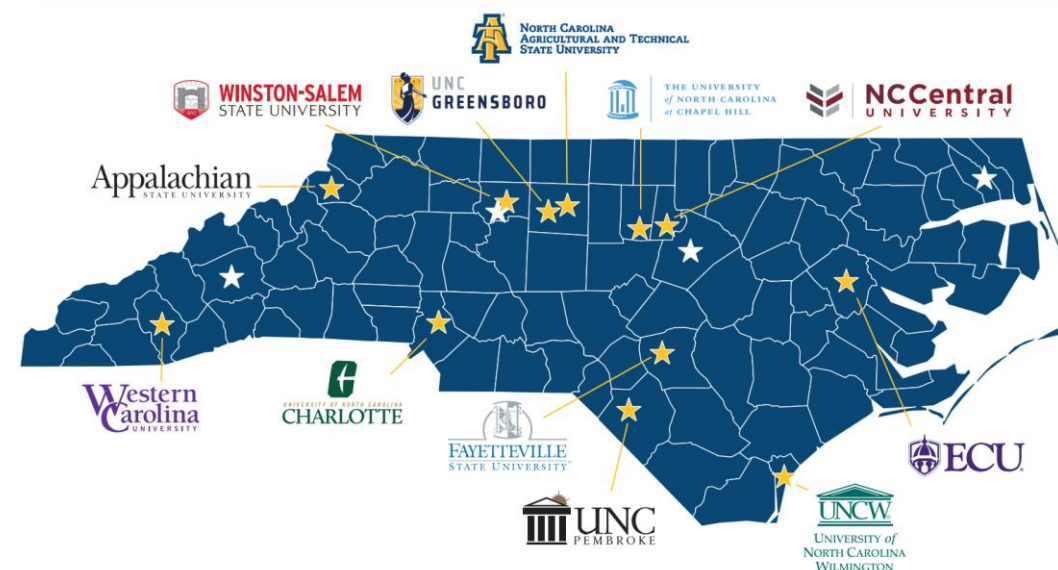 NORTH CAROLINA
AGRICULTURAL AND TECHNICAL
STATE UNIVERSITY
WINSTON-SALEM
STATE UNIVERSITY
UNC
GREENSBORO
THE UNIVERSITY
of NORTH CAROLINA
at CHAPEL HILL
NCCentral
UNIVERSITY
Appalachian
STATE UNIVERSITY
Western
Carolina
UNIVERSITY
UNIVERSITY OF NORTH CAROLINA
CHARLOTTE
FAYETTEVILLE
STATE UNIVERSITY
UNC
PEMBROKE
ECU
UNCW
UNIVERSITY of
NORTH CAROLINA
WILMINGTON